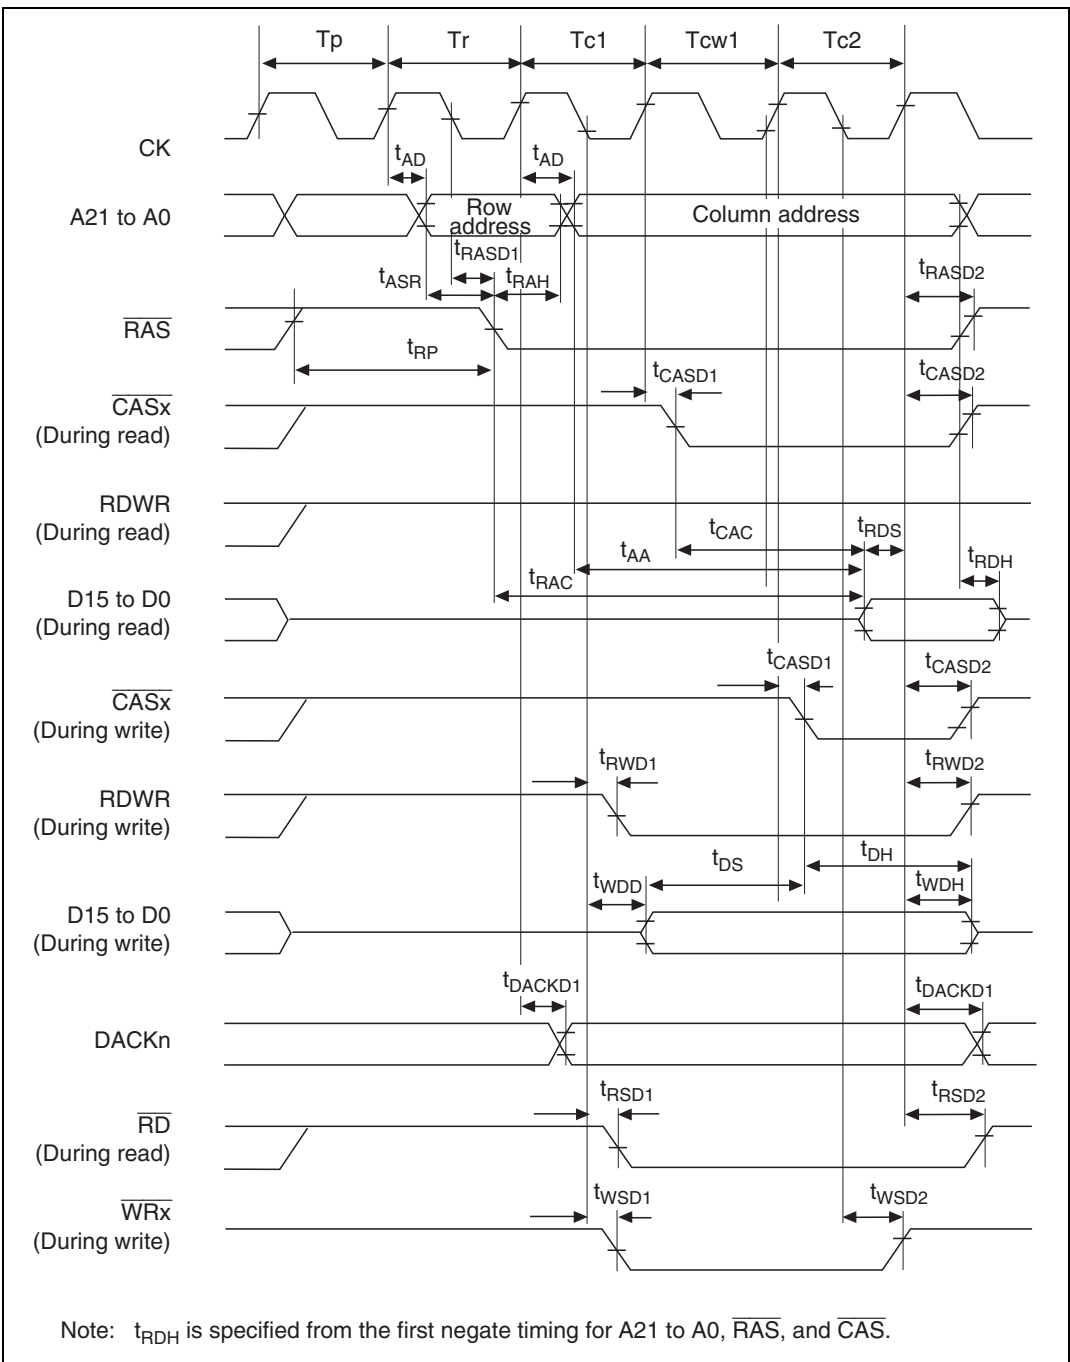 Tp Tr Tc1 Tcw1 Tc2
CK
tAD tAD
A21 to A0 Row address Column address
tRASD1
tASR tRAH tRASD2
RAS
tRP
tCASD1 tCASD2
CASx
(During read)
RDWR
(During read)
tCAC tRDS
tAA tRDH
tRAC
D15 to D0
(During read)
tCASD1 tCASD2
CASx
(During write)
tRWD1 tRWD2
RDWR
(During write)
tDS tDH
tWDD tWDH
D15 to D0
(During write)
tDACKD1 tDACKD1
DACKn
tRSD1 tRSD2
RD
(During read)
tWSD1 tWSD2
WRx
(During write)
Note: tRDH is specified from the first negate timing for A21 to A0, RAS, and CAS.